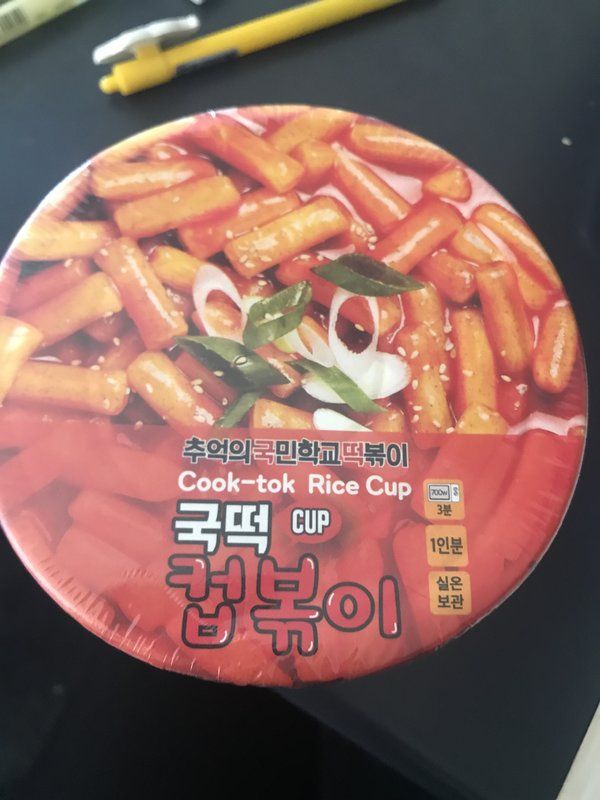 추억의국민학교떡볶이
Cook-tok Rice Cup
국떡 CUP
컵볶이
700W
3분
1인분
실온
보관